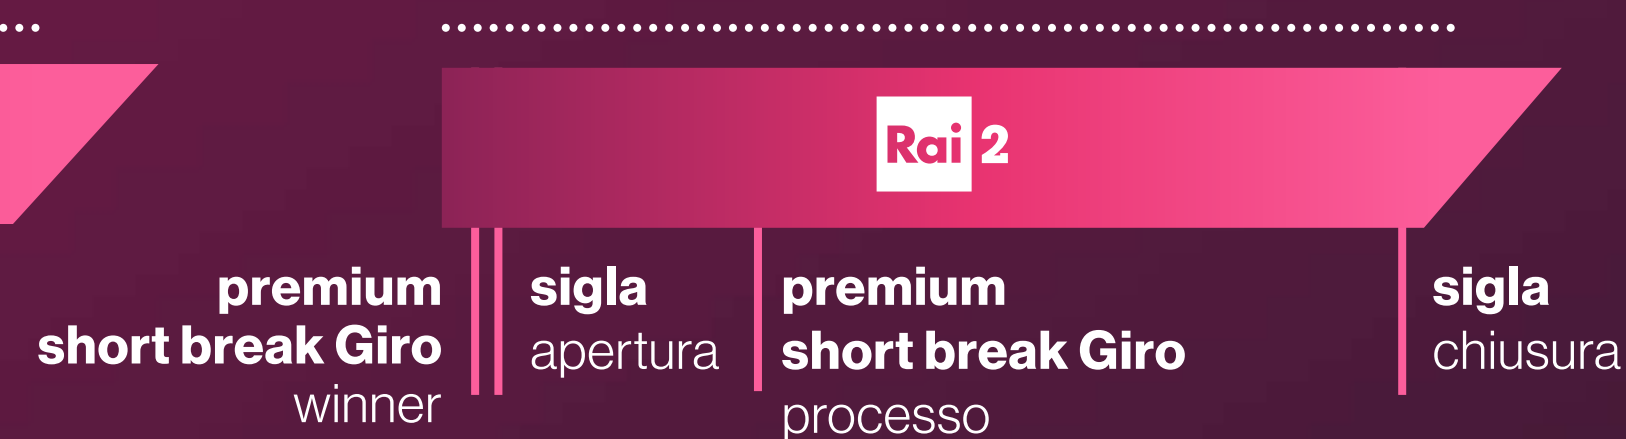 Rai 2
premium
short break Giro
winner
sigla
apertura
premium
short break Giro
processo
sigla
chiusura